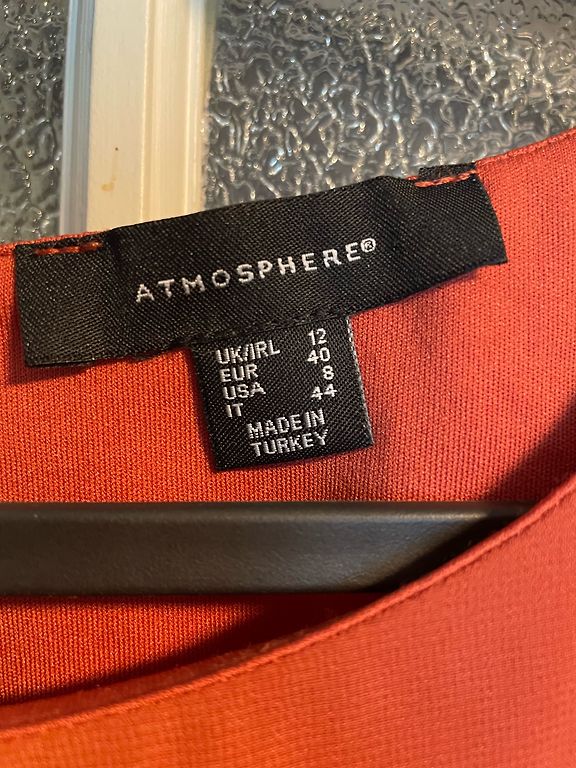 ATMOSPHERE®
UK/IRL 12
EUR 40
USA 8
IT 44
MADE IN
TURKEY